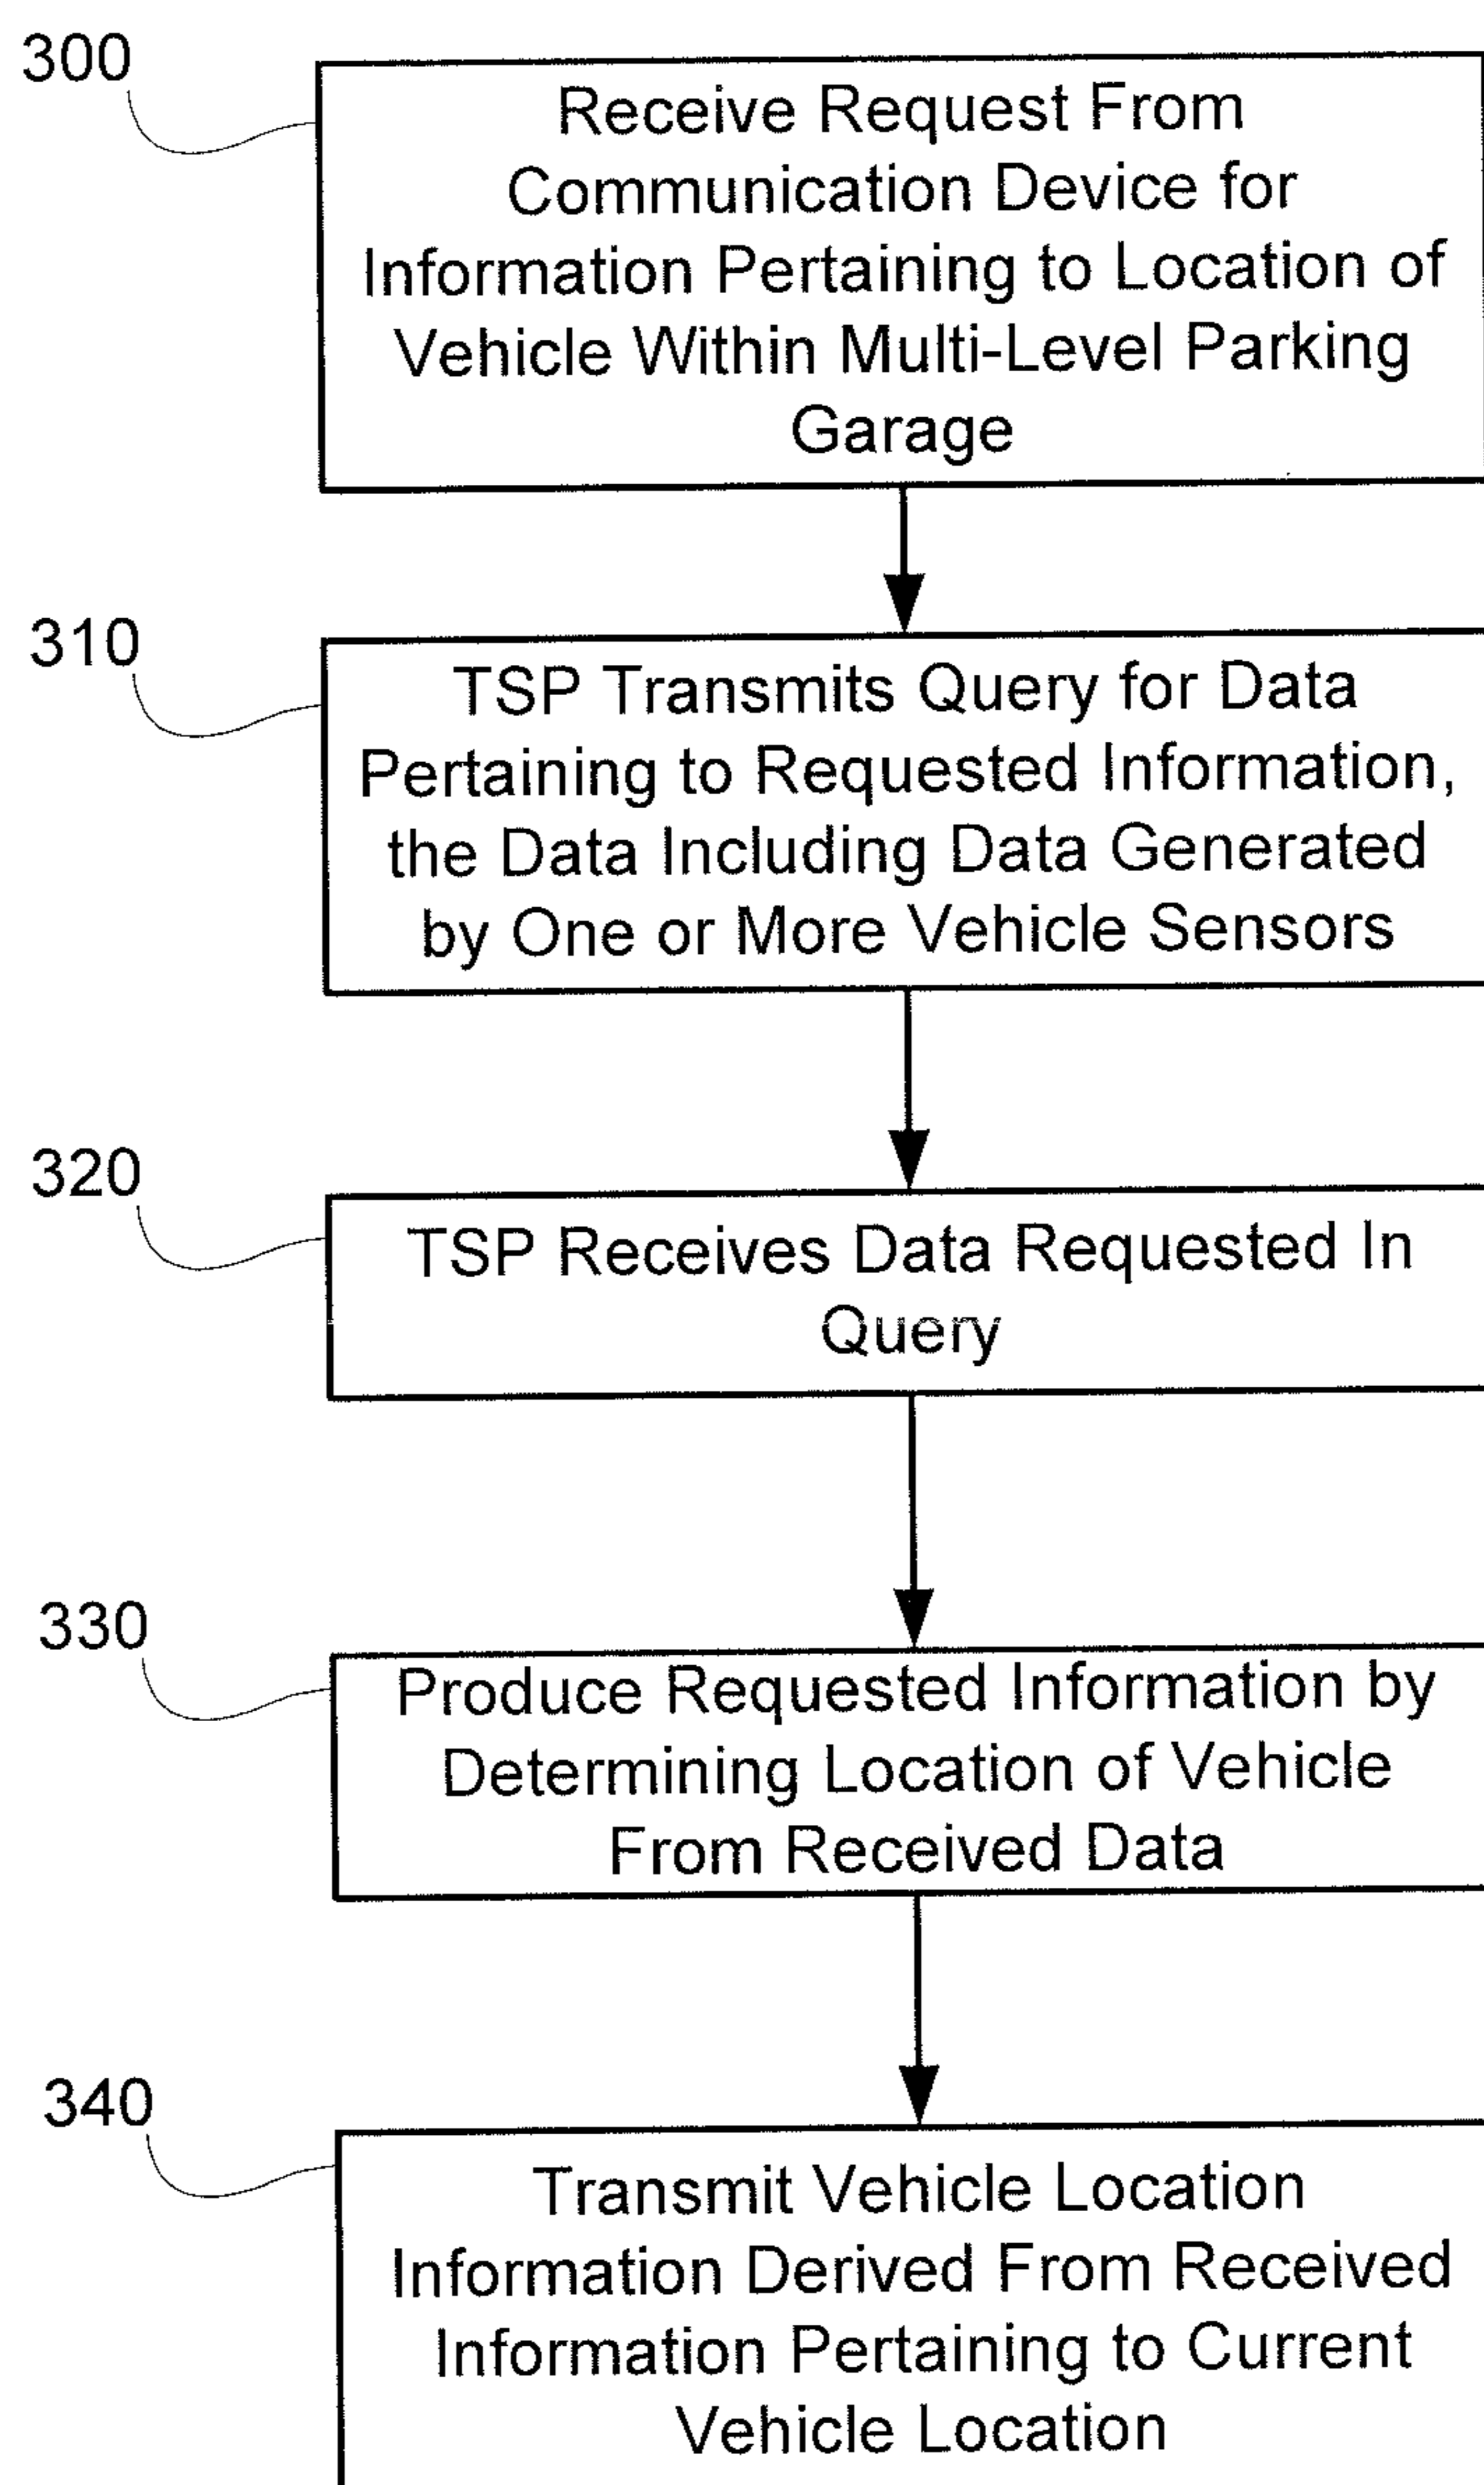 300
Receive Request From
Communication Device for
Information Pertaining to Location of
Vehicle Within Multi-Level Parking
Garage
310
TSP Transmits Query for Data
Pertaining to Requested Information,
the Data Including Data Generated
by One or More Vehicle Sensors
320
TSP Receives Data Requested In
Query
330
Produce Requested Information by
Determining Location of Vehicle
From Received Data
340
Transmit Vehicle Location
Information Derived From Received
Information Pertaining to Current
Vehicle Location